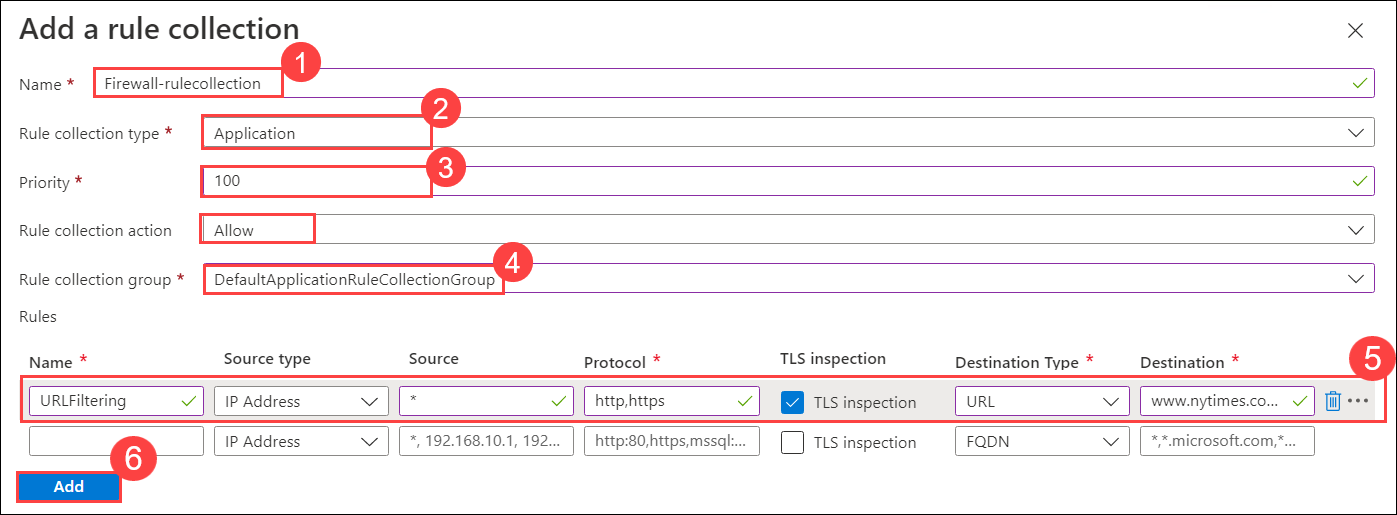 Add a rule collection
1
Name * Firewall-rulecollection
2
Rule collection type * Application
3
Priority * 100
Rule collection action Allow
4
Rule collection group * DefaultApplicationRuleCollectionGroup
Rules
Name * Source type Source Protocol * TLS inspection Destination Type * Destination *
5
URLFiltering IP Address * http,https TLS inspection URL www.nytimes.co...
IP Address *, 192.168.10.1, 192... http:80,https,mssql:... TLS inspection FQDN *,*.microsoft.com,*...
6
Add